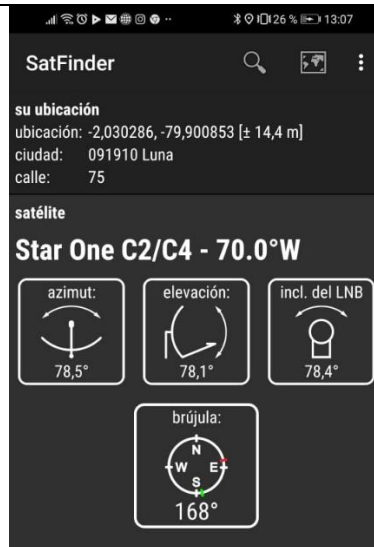 26 % 13:07
SatFinder
su ubicación
ubicación: -2,030286, -79,900853 [± 14,4 m]
ciudad: 091910 Luna
calle: 75
satélite
Star One C2/C4 - 70.0°W
azimut: elevación: incl. del LNB
78,5° 78,1° 78,4°
brújula:
N
W E
S
168°